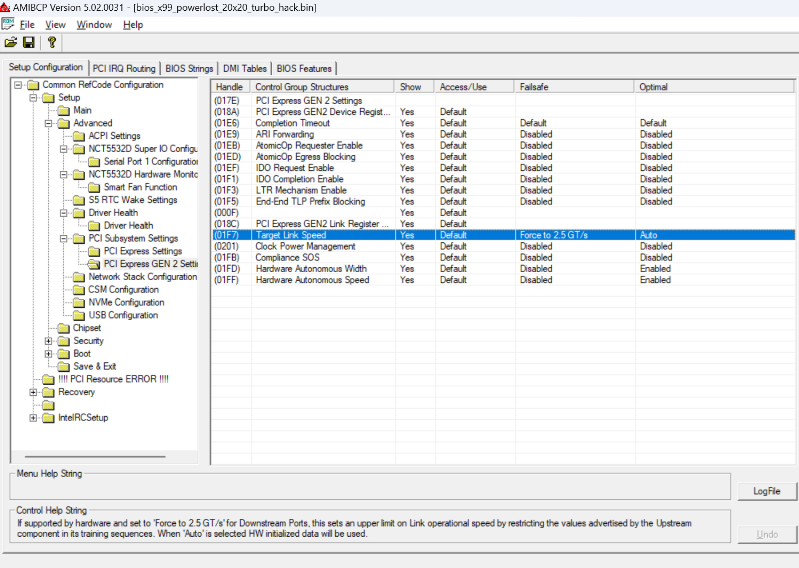 AMIBCP Version 5.02.0031 - [bios_x99_powerlost_20x20_turbo_hack.bin]
File View Window Help
Setup Configuration PCI IRQ Routing BIOS Strings DMI Tables BIOS Features
Common RefCode Configuration
Setup
Main
Advanced
ACPI Settings
NCT5532D Super IO Configu
Serial Port 1 Configuration
NCT5532D Hardware Monito
Smart Fan Function
S5 RTC Wake Settings
Driver Health
Driver Health
PCI Subsystem Settings
PCI Express Settings
PCI Express GEN 2 Setti
Network Stack Configuration
CSM Configuration
NVMe Configuration
USB Configuration
Chipset
Security
Boot
Save & Exit
!!!! PCI Resource ERROR !!!!
Recovery
IntelRCSetup
Handle Control Group Structures Show Access/Use Failsafe Optimal
(017E) PCI Express GEN 2 Settings
(018A) PCI Express GEN2 Device Regist... Yes Default
(01E6) Completion Timeout Yes Default Default Default
(01E9) ARI Forwarding Yes Default Disabled Disabled
(01EB) AtomicOp Requester Enable Yes Default Disabled Disabled
(01ED) AtomicOp Egress Blocking Yes Default Disabled Disabled
(01EF) IDO Request Enable Yes Default Disabled Disabled
(01F1) IDO Completion Enable Yes Default Disabled Disabled
(01F3) LTR Mechanism Enable Yes Default Disabled Disabled
(01F5) End-End TLP Prefix Blocking Yes Default Disabled Disabled
(000F) Yes Default
(018C) PCI Express GEN2 Link Register ... Yes Default
(01F7) Target Link Speed Yes Default Force to 2.5 GT/s Auto
(0201) Clock Power Management Yes Default Disabled Disabled
(01FB) Compliance SOS Yes Default Disabled Disabled
(01FD) Hardware Autonomous Width Yes Default Disabled Enabled
(01FF) Hardware Autonomous Speed Yes Default Disabled Enabled
Menu Help String
LogFile
Control Help String
If supported by hardware and set to 'Force to 2.5 GT/s' for Downstream Ports, this sets an upper limit on Link operational speed by restricting the values advertised by the Upstream
component in its training sequences. When 'Auto' is selected HW initialized data will be used.
Undo